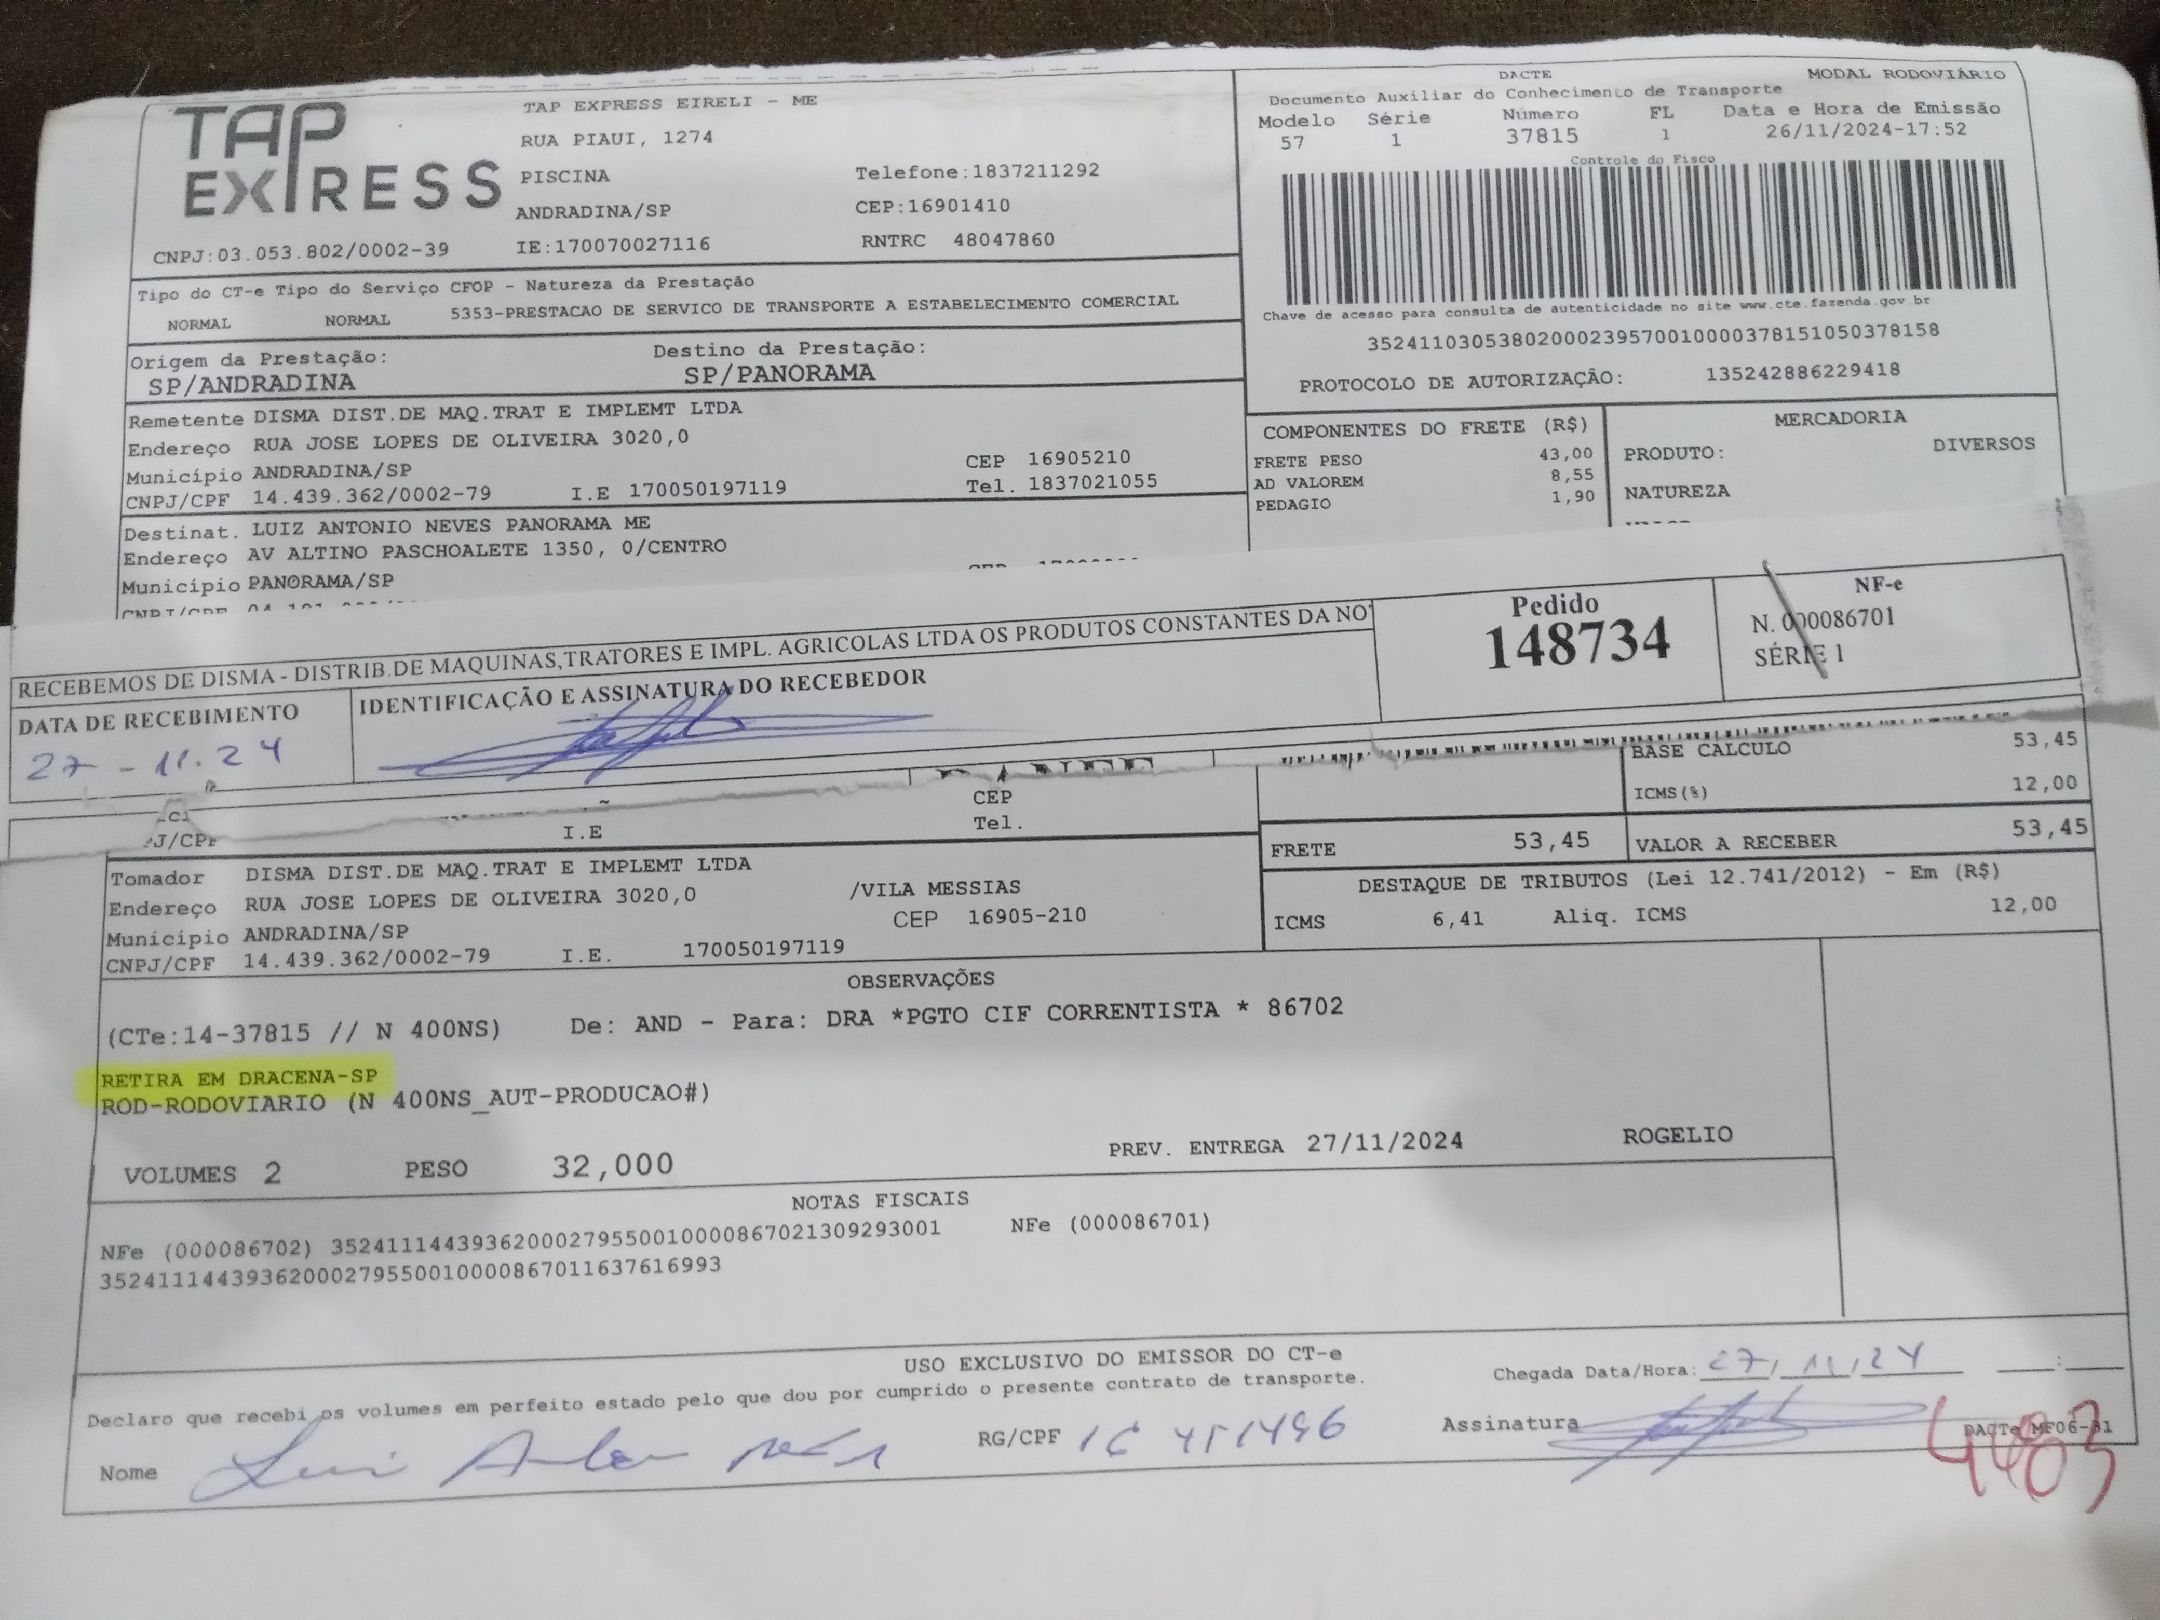 TAP EXPRESS
TAP EXPRESS EIRELI - ME
RUA PIAUI, 1274
PISCINA Telefone:1837211292
ANDRADINA/SP CEP:16901410
CNPJ:03.053.802/0002-39 IE:170070027116 RNTRC 48047860
DACTE MODAL RODOVIÁRIO
Documento Auxiliar do Conhecimento de Transporte
Modelo Série Número FL Data e Hora de Emissão
57 1 37815 1 26/11/2024-17:52
Controle do Fisco
Chave de acesso para consulta de autenticidade no site www.cte.fazenda.gov.br
35241103053802000239570010000378151050378158
PROTOCOLO DE AUTORIZAÇÃO: 135242886229418
Tipo do CT-e Tipo do Serviço CFOP - Natureza da Prestação
NORMAL NORMAL 5353-PRESTACAO DE SERVICO DE TRANSPORTE A ESTABELECIMENTO COMERCIAL
Origem da Prestação: Destino da Prestação:
SP/ANDRADINA SP/PANORAMA
Remetente DISMA DIST.DE MAQ.TRAT E IMPLEMT LTDA
Endereço RUA JOSE LOPES DE OLIVEIRA 3020,0
Município ANDRADINA/SP CEP 16905210
CNPJ/CPF 14.439.362/0002-79 I.E 170050197119 Tel. 1837021055
Destinat. LUIZ ANTONIO NEVES PANORAMA ME
Endereço AV ALTINO PASCHOALETE 1350, 0/CENTRO
Município PANORAMA/SP
COMPONENTES DO FRETE (R$)
FRETE PESO 43,00
AD VALOREM 8,55
PEDAGIO 1,90
MERCADORIA
PRODUTO: DIVERSOS
NATUREZA
RECEBEMOS DE DISMA - DISTRIB.DE MAQUINAS,TRATORES E IMPL. AGRICOLAS LTDA OS PRODUTOS CONSTANTES DA NO
DATA DE RECEBIMENTO IDENTIFICAÇÃO E ASSINATURA DO RECEBEDOR
27-11.24
Pedido
148734
NF-e
N. 000086701
SÉRIE 1
BASE CALCULO 53,45
ICMS(%) 12,00
FRETE 53,45 VALOR A RECEBER 53,45
DESTAQUE DE TRIBUTOS (Lei 12.741/2012) - Em (R$)
ICMS 6,41 Aliq. ICMS 12,00
CEP
I.E Tel.
Tomador DISMA DIST.DE MAQ.TRAT E IMPLEMT LTDA
Endereço RUA JOSE LOPES DE OLIVEIRA 3020,0 /VILA MESSIAS
Município ANDRADINA/SP CEP 16905-210
CNPJ/CPF 14.439.362/0002-79 I.E. 170050197119
OBSERVAÇÕES
(CTe:14-37815 // N 400NS) De: AND - Para: DRA *PGTO CIF CORRENTISTA * 86702
RETIRA EM DRACENA-SP
ROD-RODOVIARIO (N 400NS_AUT-PRODUCAO#)
VOLUMES 2 PESO 32,000 PREV. ENTREGA 27/11/2024 ROGELIO
NOTAS FISCAIS
NFe (000086702) 35241114439362000279550010000867021309293001 NFe (000086701)
35241114439362000279550010000867011637616993
USO EXCLUSIVO DO EMISSOR DO CT-e
Chegada Data/Hora: 27/11/24
Declaro que recebi os volumes em perfeito estado pelo que dou por cumprido o presente contrato de transporte.
Nome RG/CPF Assinatura